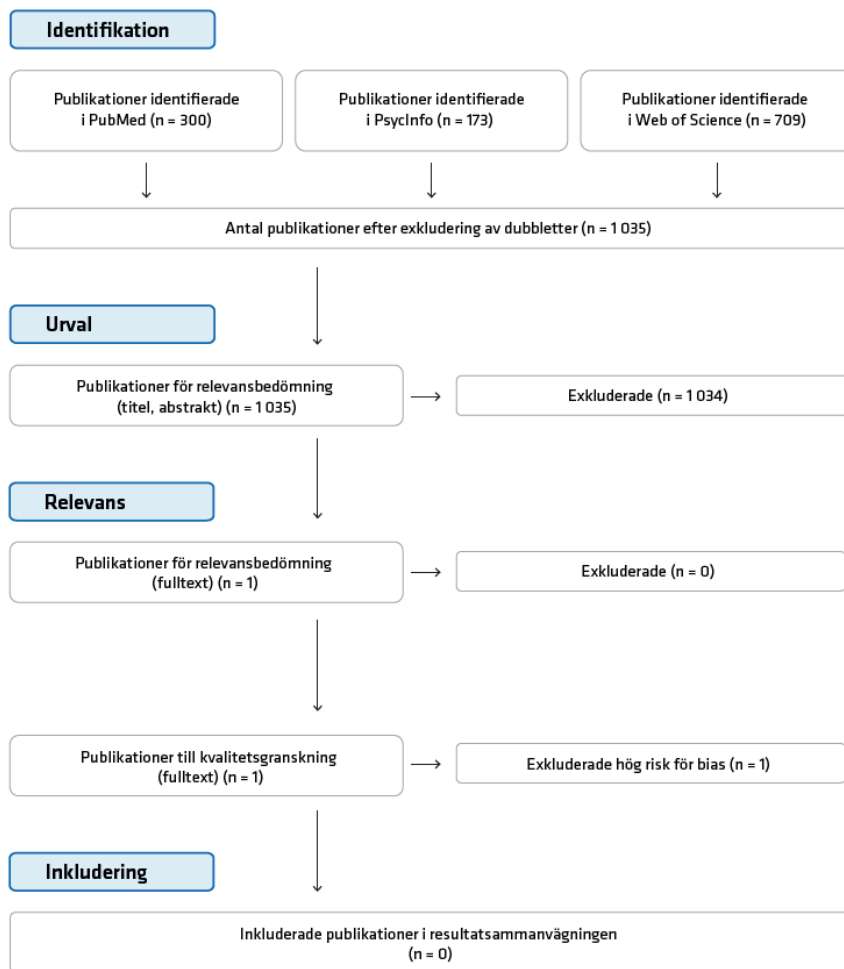 Identifikation
Publikationer identifierade
i PubMed (n = 300)
Publikationer identifierade
i PsycInfo (n = 173)
Publikationer identifierade
i Web of Science (n = 709)
Antal publikationer efter exkludering av dubbletter (n = 1 035)
Urval
Publikationer för relevansbedömning
(titel, abstrakt) (n = 1 035)
Exkluderade (n = 1 034)
Relevans
Publikationer för relevansbedömning
(fulltext) (n = 1)
Exkluderade (n = 0)
Publikationer till kvalitetsgranskning
(fulltext) (n = 1)
Exkluderade hög risk för bias (n = 1)
Inkludering
Inkluderade publikationer i resultatsammanvägningen
(n = 0)